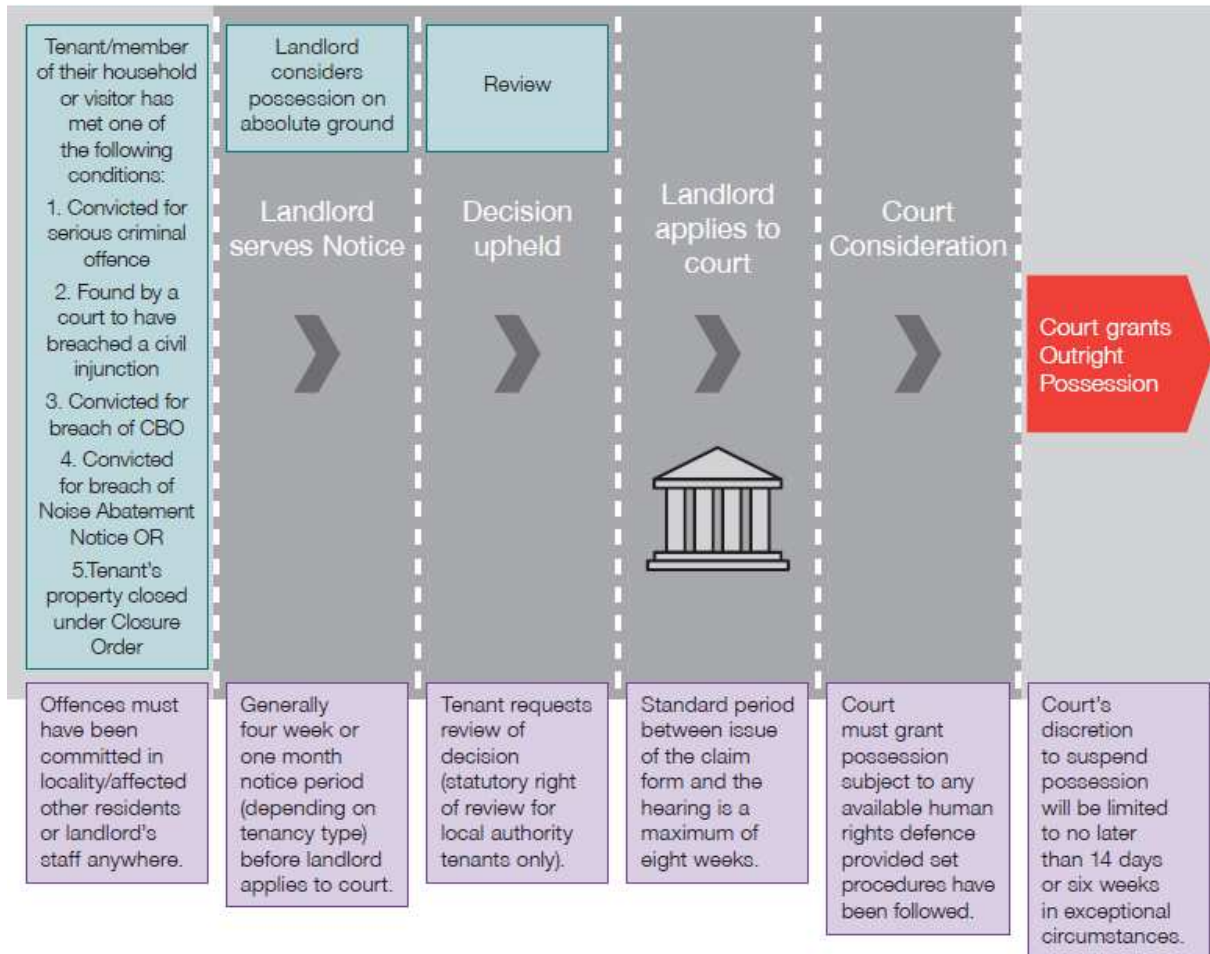 Tenant/member
of their household
or visitor has
met one of
the following
conditions:
1. Convicted for
serious criminal
offence
2. Found by a
court to have
breached a civil
injunction
3. Convicted for
breach of CBO
4. Convicted
for breach of
Noise Abatement
Notice OR
5.Tenant's
property closed
under Closure
Order
Offences must
have been
committed in
locality/affected
other residents
or landlord's
staff anywhere.
Landlord
considers
possession on
absolute ground
Landlord
serves Notice
Generally
four week or
one month
notice period
(depending on
tenancy type)
before landlord
applies to court.
Review
Decision
upheld
Tenant requests
review of
decision
(statutory right
of review for
local authority
tenants only).
Landlord
applies to
court
Standard period
between issue
of the claim
form and the
hearing is a
maximum of
eight weeks.
Court
Consideration
Court
must grant
possession
subject to any
available human
rights defence
provided set
procedures have
been followed.
Court grants
Outright
Possession
Court's
discretion
to suspend
possession
will be limited
to no later
than 14 days
or six weeks
in exceptional
circumstances.